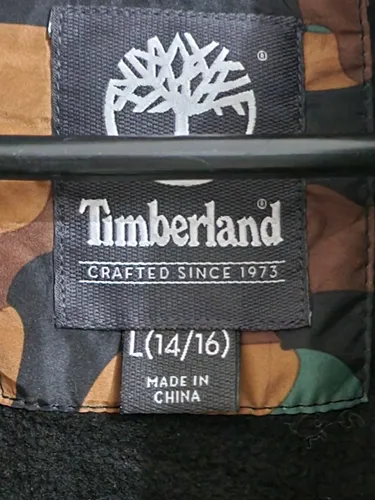 ®
Timberland®
CRAFTED SINCE 1973
L(14/16)
MADE IN
CHINA